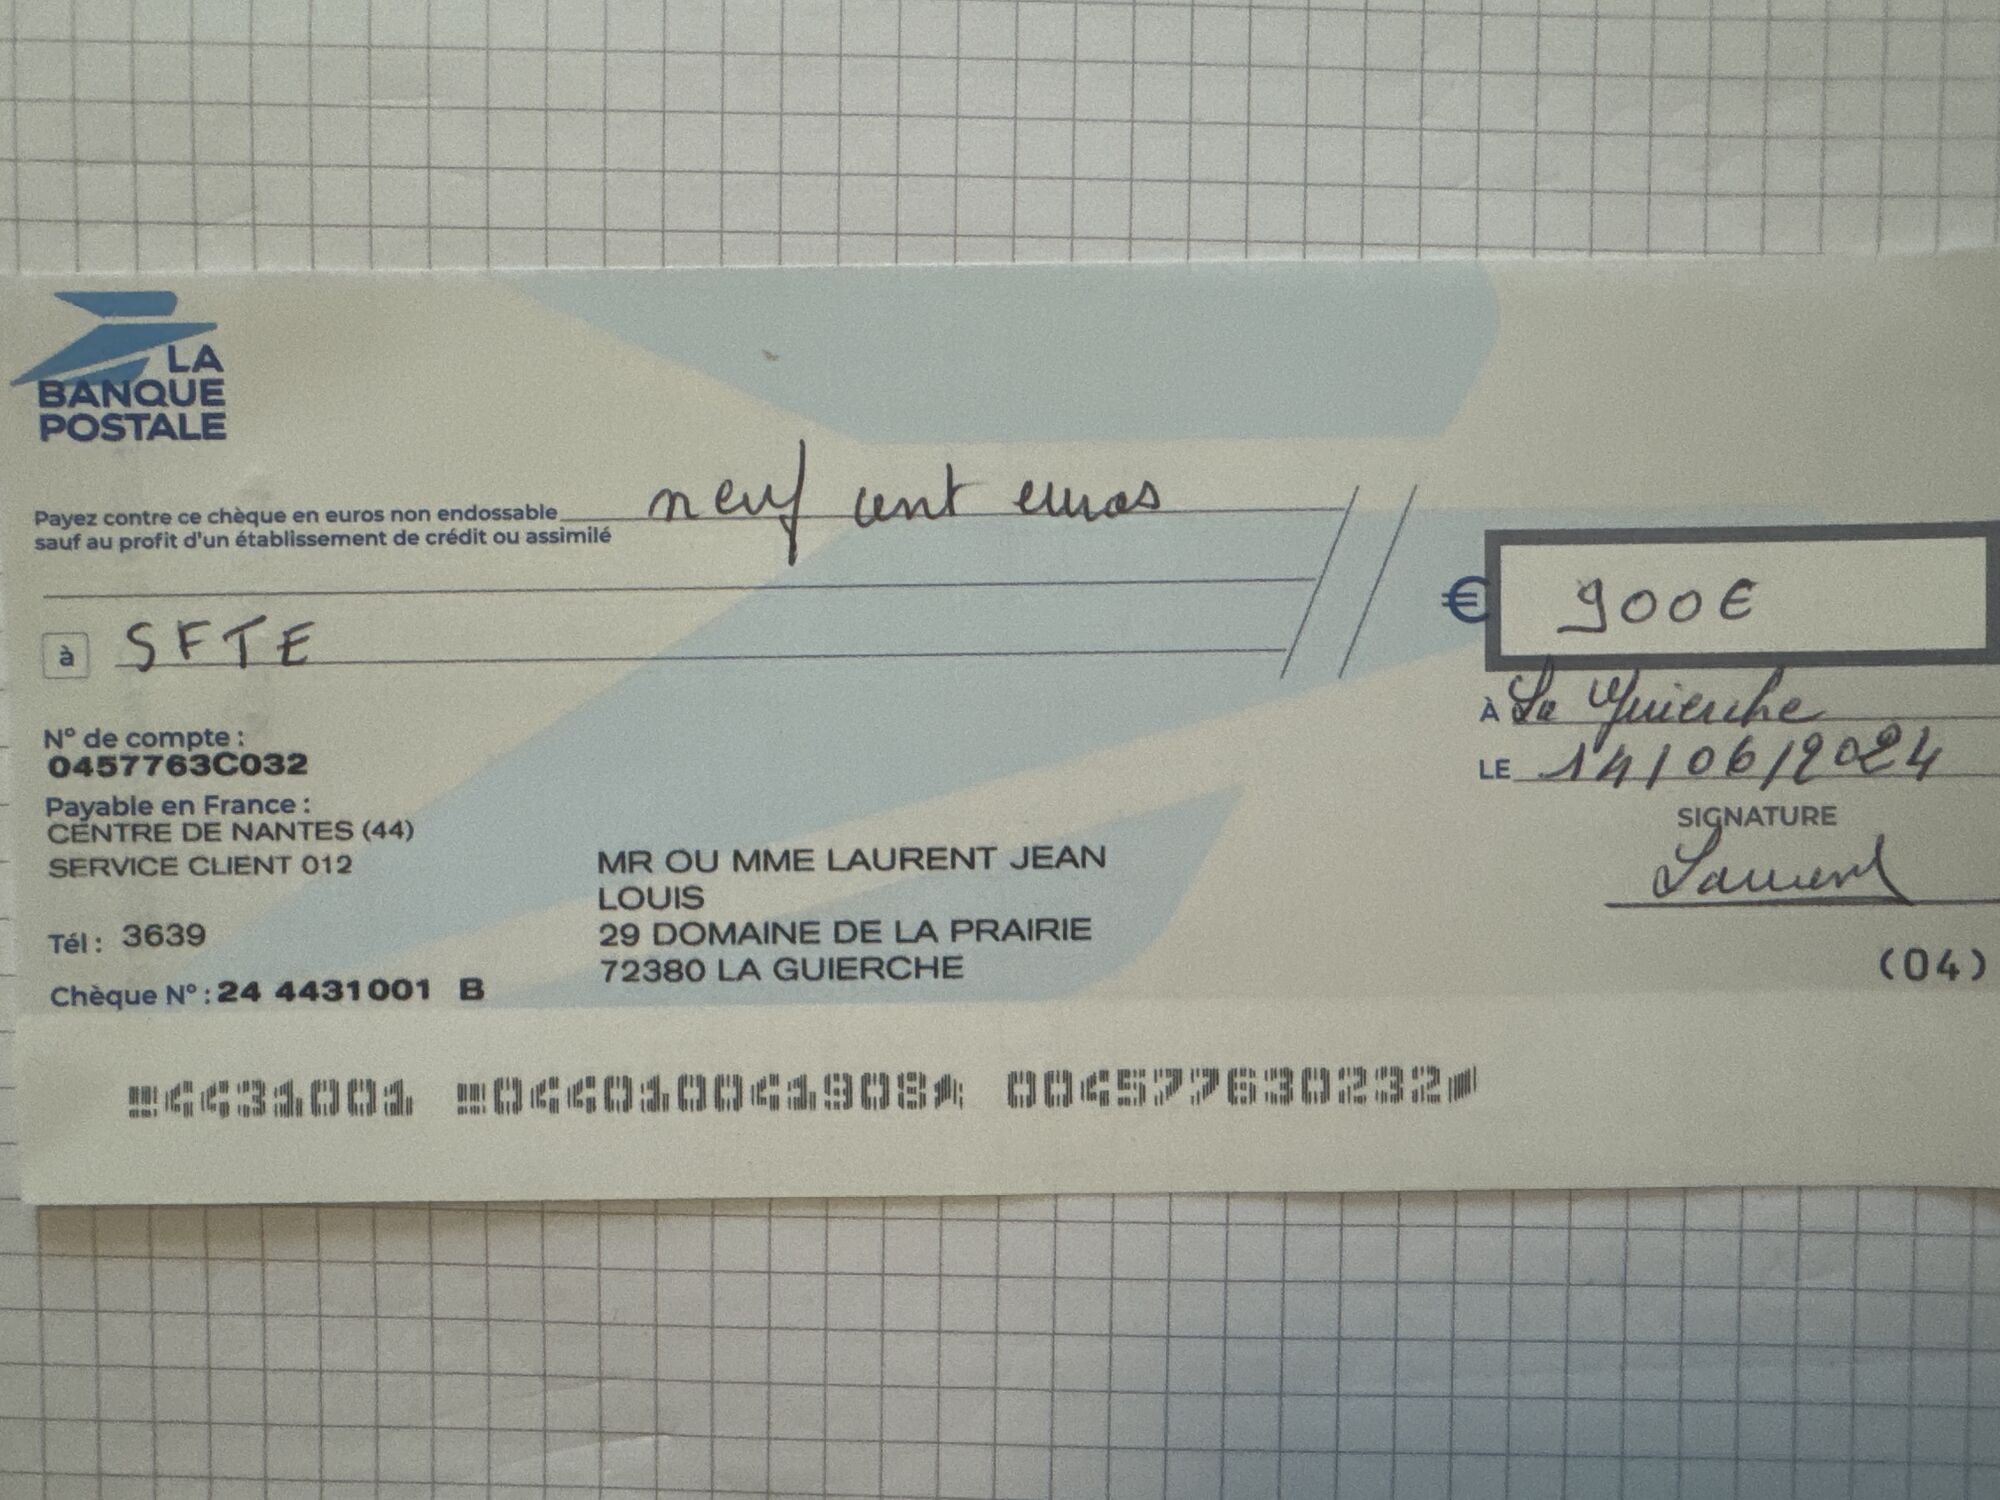 LA
BANQUE
POSTALE
Payez contre ce chèque en euros non endossable neuf cent euros
sauf au profit d'un établissement de crédit ou assimilé
€ 900€
à SFTE
À La Guierche
N° de compte :
0457763C032
LE 14/06/2024
Payable en France :
CENTRE DE NANTES (44)
SERVICE CLIENT 012
SIGNATURE
Laurent
MR OU MME LAURENT JEAN
LOUIS
29 DOMAINE DE LA PRAIRIE
72380 LA GUIERCHE
Tél : 3639
(04)
Chèque N° : 24 4431001 B
4431001 044010041908 004577630232